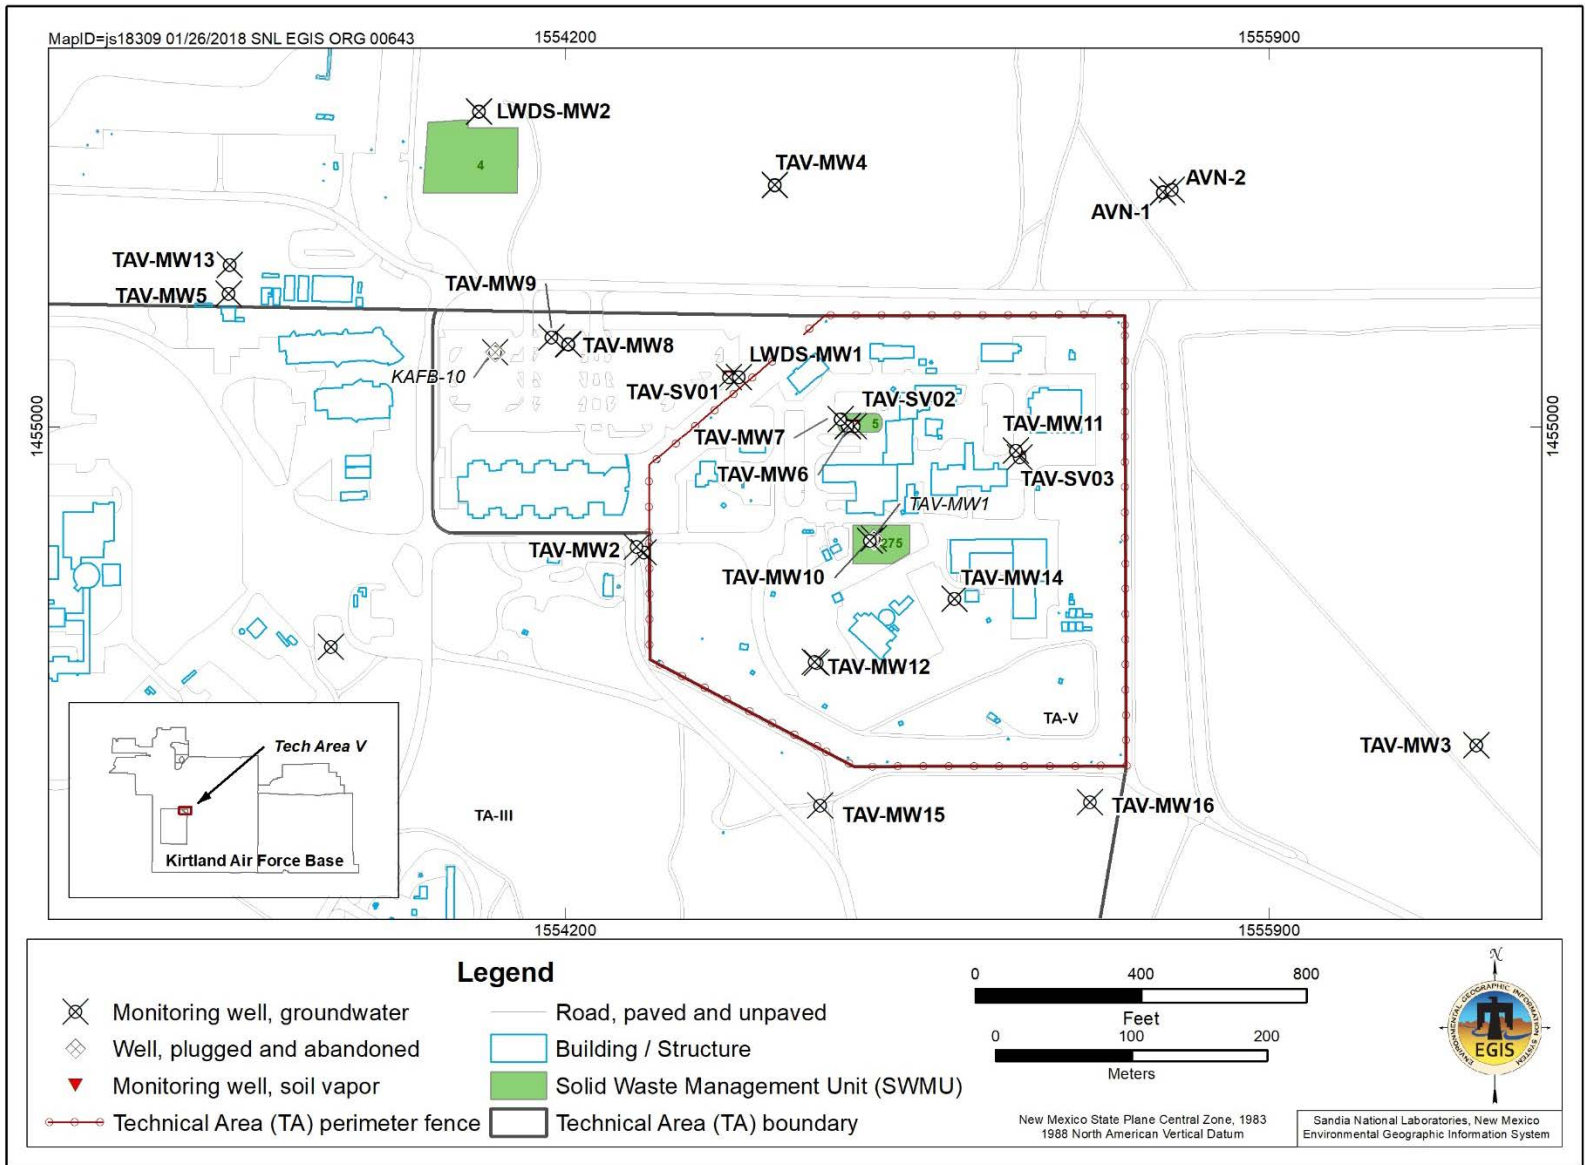 MapID=js18309 01/26/2018 SNL EGIS ORG 00643
1554200
1555900
LWDS-MW2
4
TAV-MW4
AVN-2
AVN-1
TAV-MW13
TAV-MW5
TAV-MW9
TAV-MW8
KAFB-10
LWDS-MW1
TAV-SV01
TAV-SV02
5
TAV-MW7
TAV-MW11
1455000
1455000
TAV-MW6
TAV-SV03
TAV-MW1
TAV-MW2
275
TAV-MW10
TAV-MW14
TAV-MW12
TA-V
TAV-MW3
Tech Area V
TAV-MW16
TA-III
TAV-MW15
Kirtland Air Force Base
1554200
1555900
Legend
Monitoring well, groundwater
Well, plugged and abandoned
Monitoring well, soil vapor
Technical Area (TA) perimeter fence
Road, paved and unpaved
Building / Structure
Solid Waste Management Unit (SWMU)
Technical Area (TA) boundary
0 400 800
Feet
0 100 200
Meters
New Mexico State Plane Central Zone, 1983
1988 North American Vertical Datum
N
ENVIRONMENTAL GEOGRAPHIC INFORMATION SYSTEM
EGIS
Sandia National Laboratories, New Mexico
Environmental Geographic Information System